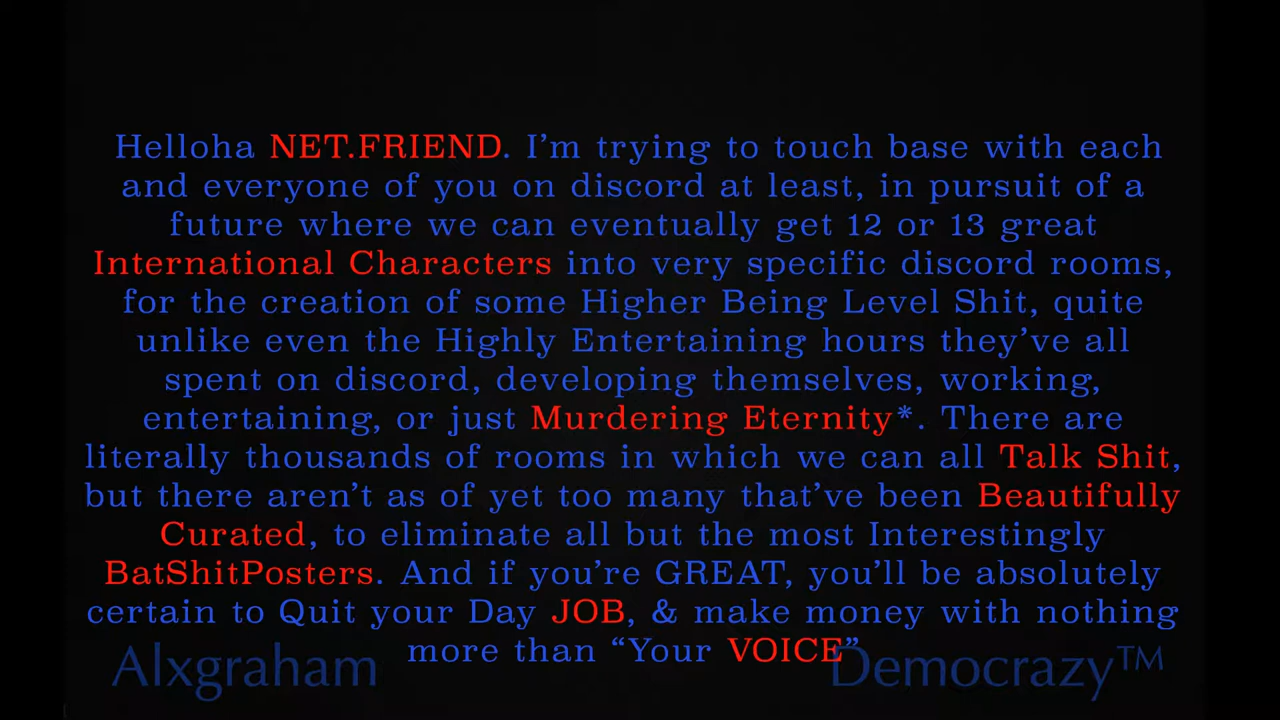 Helloha NET.FRIEND. I’m trying to touch base with each
and everyone of you on discord at least, in pursuit of a
future where we can eventually get 12 or 13 great
International Characters into very specific discord rooms,
for the creation of some Higher Being Level Shit, quite
unlike even the Highly Entertaining hours they’ve all
spent on discord, developing themselves, working,
entertaining, or just Murdering Eternity*. There are
literally thousands of rooms in which we can all Talk Shit,
but there aren’t as of yet too many that’ve been Beautifully
Curated, to eliminate all but the most Interestingly
BatShitPosters. And if you’re GREAT, you’ll be absolutely
certain to Quit your Day JOB, & make money with nothing
more than “Your VOICE”
Alxgraham Democrazy™